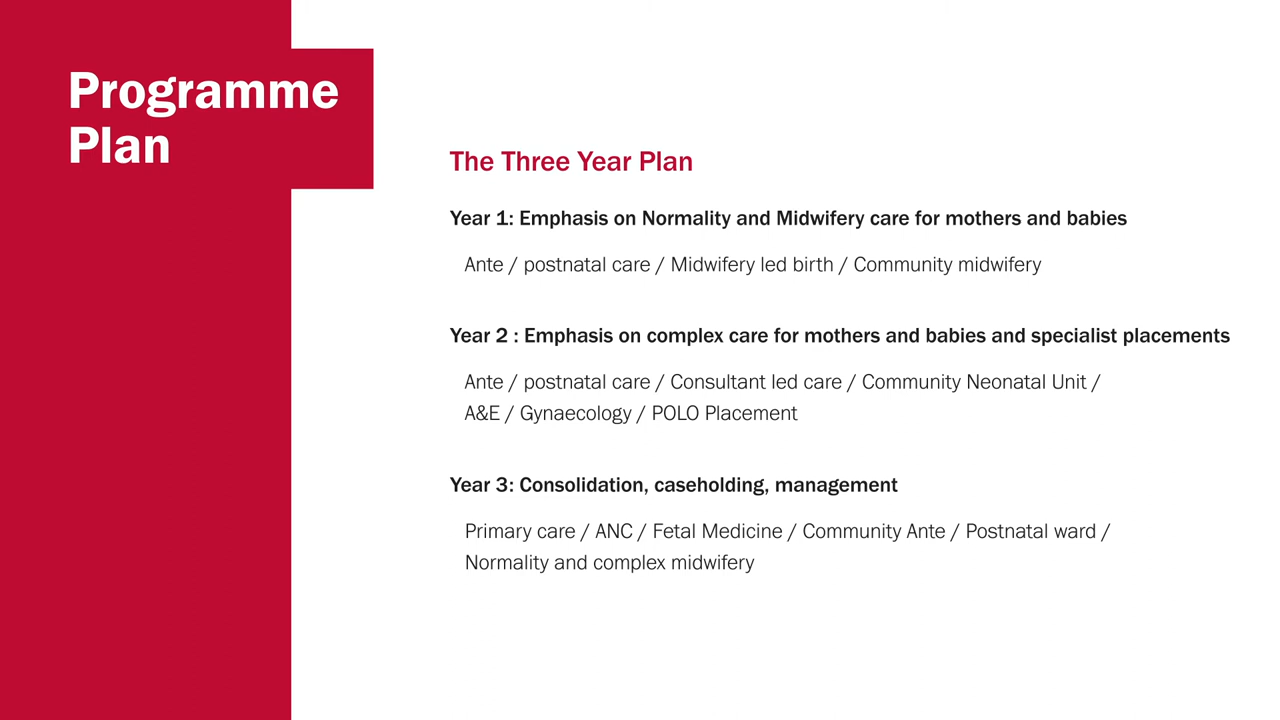 Programme
Plan
The Three Year Plan
Year 1: Emphasis on Normality and Midwifery care for mothers and babies
Ante / postnatal care / Midwifery led birth / Community midwifery
Year 2 : Emphasis on complex care for mothers and babies and specialist placements
Ante / postnatal care / Consultant led care / Community Neonatal Unit /
A&E / Gynaecology / POLO Placement
Year 3: Consolidation, caseholding, management
Primary care / ANC / Fetal Medicine / Community Ante / Postnatal ward /
Normality and complex midwifery